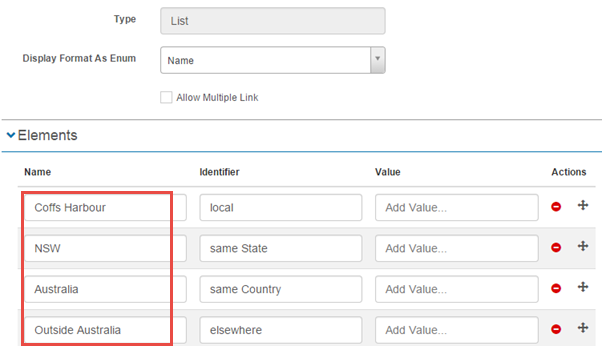 Type List
Display Format As Enum Name
Allow Multiple Link
Elements
Name Identifier Value Actions
Coffs Harbour local Add Value...
NSW same State Add Value...
Australia same Country Add Value...
Outside Australia elsewhere Add Value...